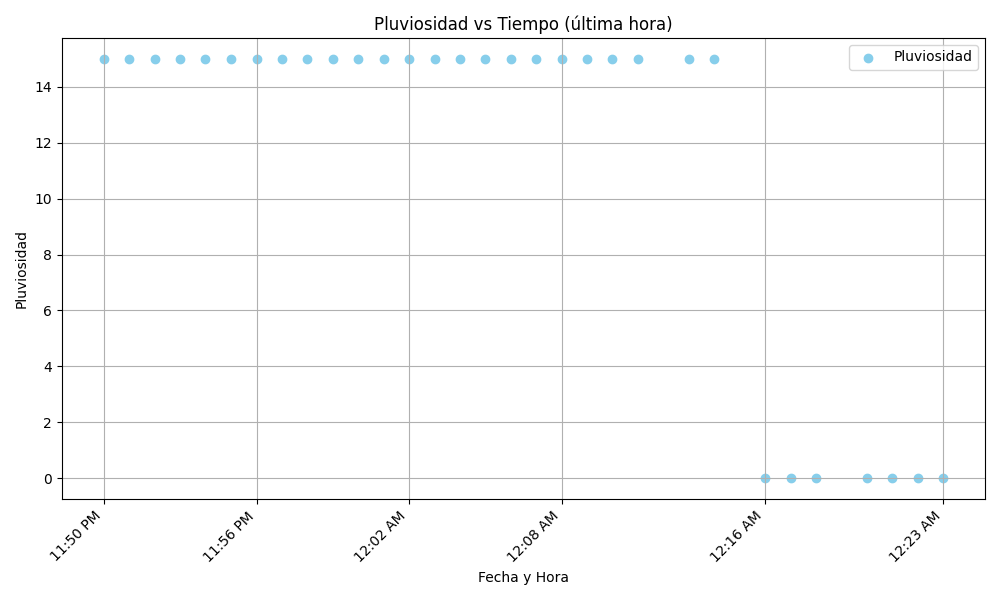 Pluviosidad vs Tiempo (última hora)
Pluviosidad
14
12
10
8
6
4
2
0
Pluviosidad
11:50 PM
11:56 PM
12:02 AM
12:08 AM
12:16 AM
12:23 AM
Fecha y Hora